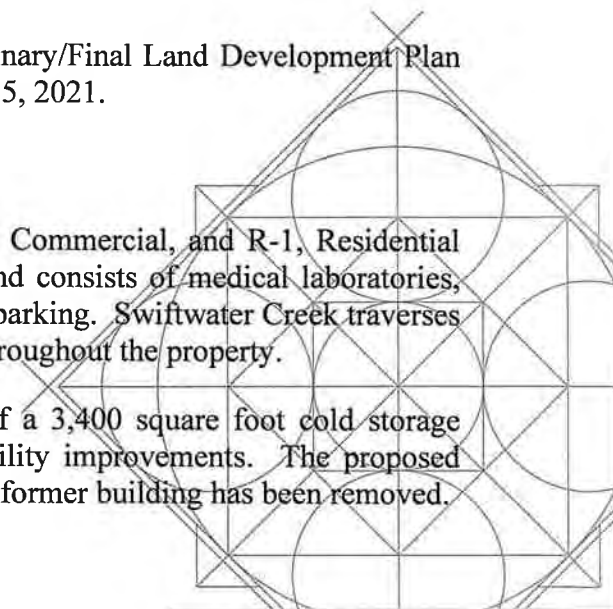 nary/Final Land Development Plan
5, 2021.
Commercial, and R-1, Residential
nd consists of medical laboratories,
parking. Swiftwater Creek traverses
roughout the property.
f a 3,400 square foot cold storage
ility improvements. The proposed
former building has been removed.